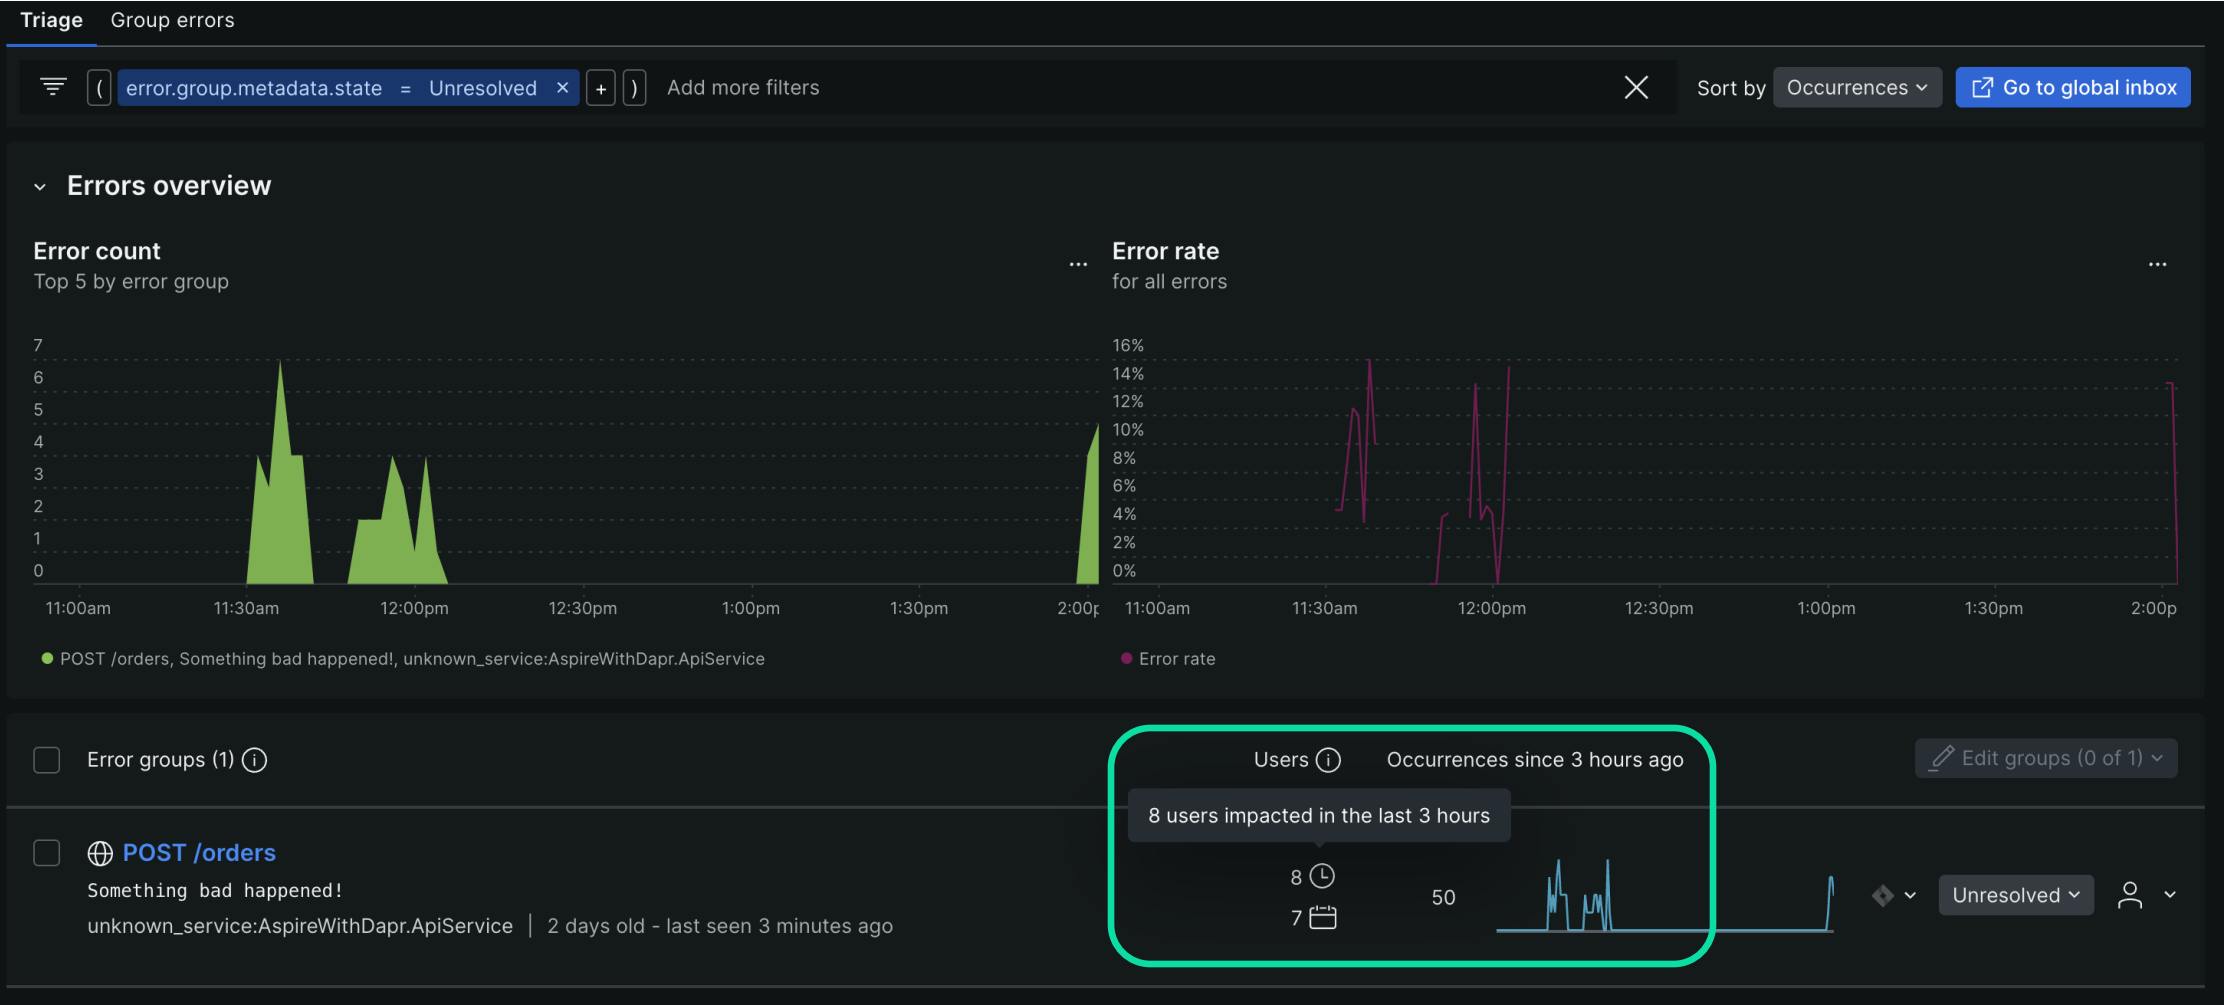 Triage Group errors
( error.group.metadata.state = Unresolved × + ) Add more filters
Sort by Occurrences Go to global inbox
Errors overview
Error count
Top 5 by error group
...
7
6
5
4
3
2
1
0
11:00am 11:30am 12:00pm 12:30pm 1:00pm 1:30pm 2:00p
POST /orders, Something bad happened!, unknown_service:AspireWithDapr.ApiService
Error rate
for all errors
...
16%
14%
12%
10%
8%
6%
4%
2%
0%
11:00am 11:30am 12:00pm 12:30pm 1:00pm 1:30pm 2:00p
Error rate
Error groups (1) Users Occurrences since 3 hours ago Edit groups (0 of 1)
8 users impacted in the last 3 hours
POST /orders
Something bad happened!
unknown_service:AspireWithDapr.ApiService | 2 days old - last seen 3 minutes ago
8
7
50
Unresolved